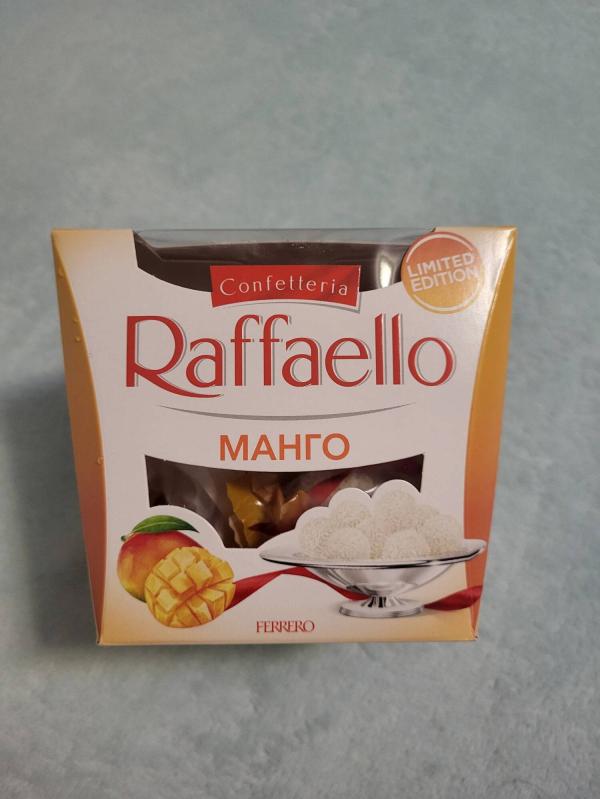 Confetteria
LIMITED
EDITION
Raffaello
МАНГО
FERRERO